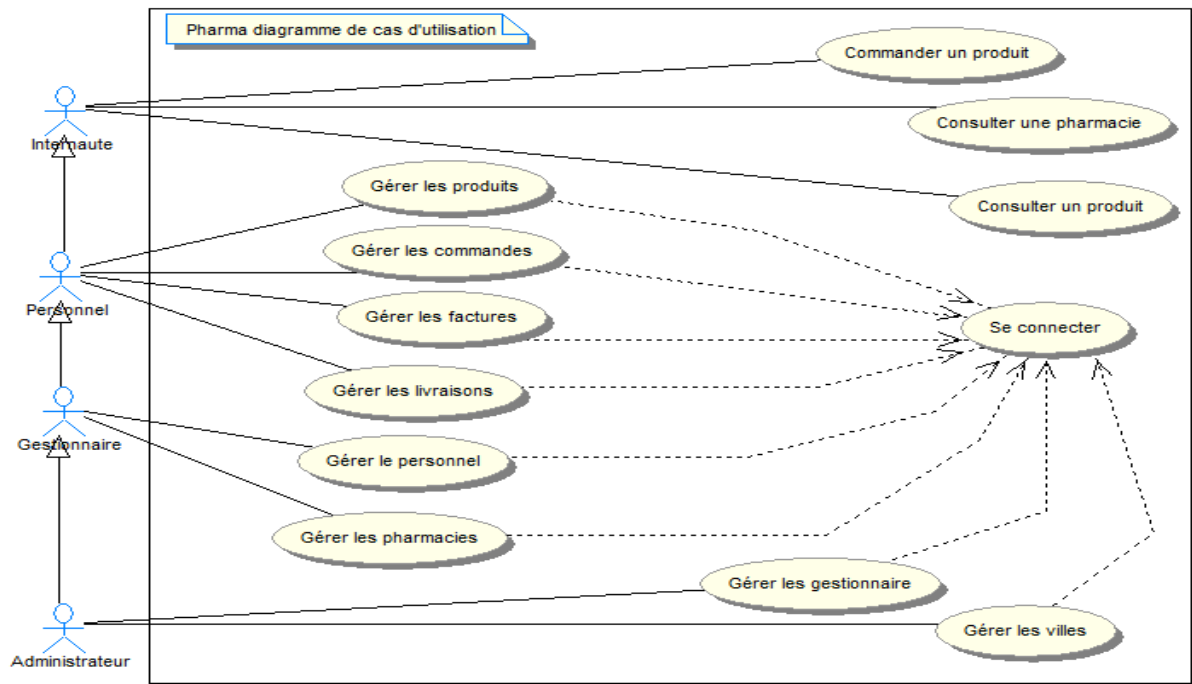 Pharma diagramme de cas d'utilisation
Commander un produit
Internaute
Consulter une pharmacie
Gérer les produits
Consulter un produit
Gérer les commandes
Personnel
Gérer les factures
Se connecter
Gérer les livraisons
Gestionnaire
Gérer le personnel
Gérer les pharmacies
Gérer les gestionnaire
Gérer les villes
Administrateur